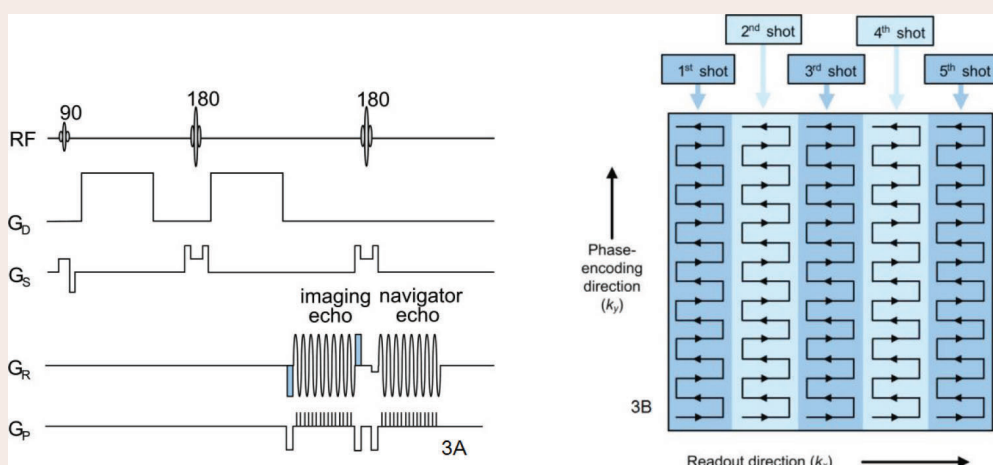 90
180
180
RF
G_D
G_S
imaging
echo
navigator
echo
G_R
G_P
3A
2nd shot
4th shot
1st shot
3rd shot
5th shot
Phase-
encoding
direction
(k_y)
3B
Readout direction